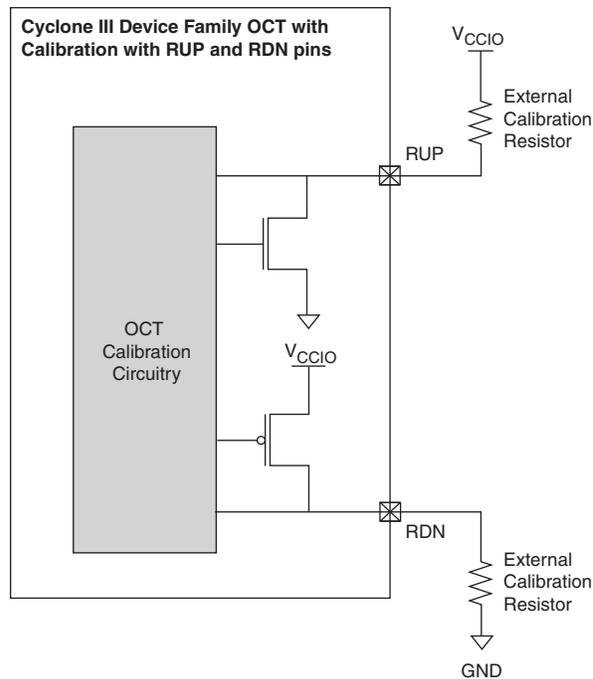 Cyclone III Device Family OCT with
Calibration with RUP and RDN pins
VCCIO
External
Calibration
Resistor
RUP
OCT
Calibration
Circuitry
VCCIO
RDN
External
Calibration
Resistor
GND